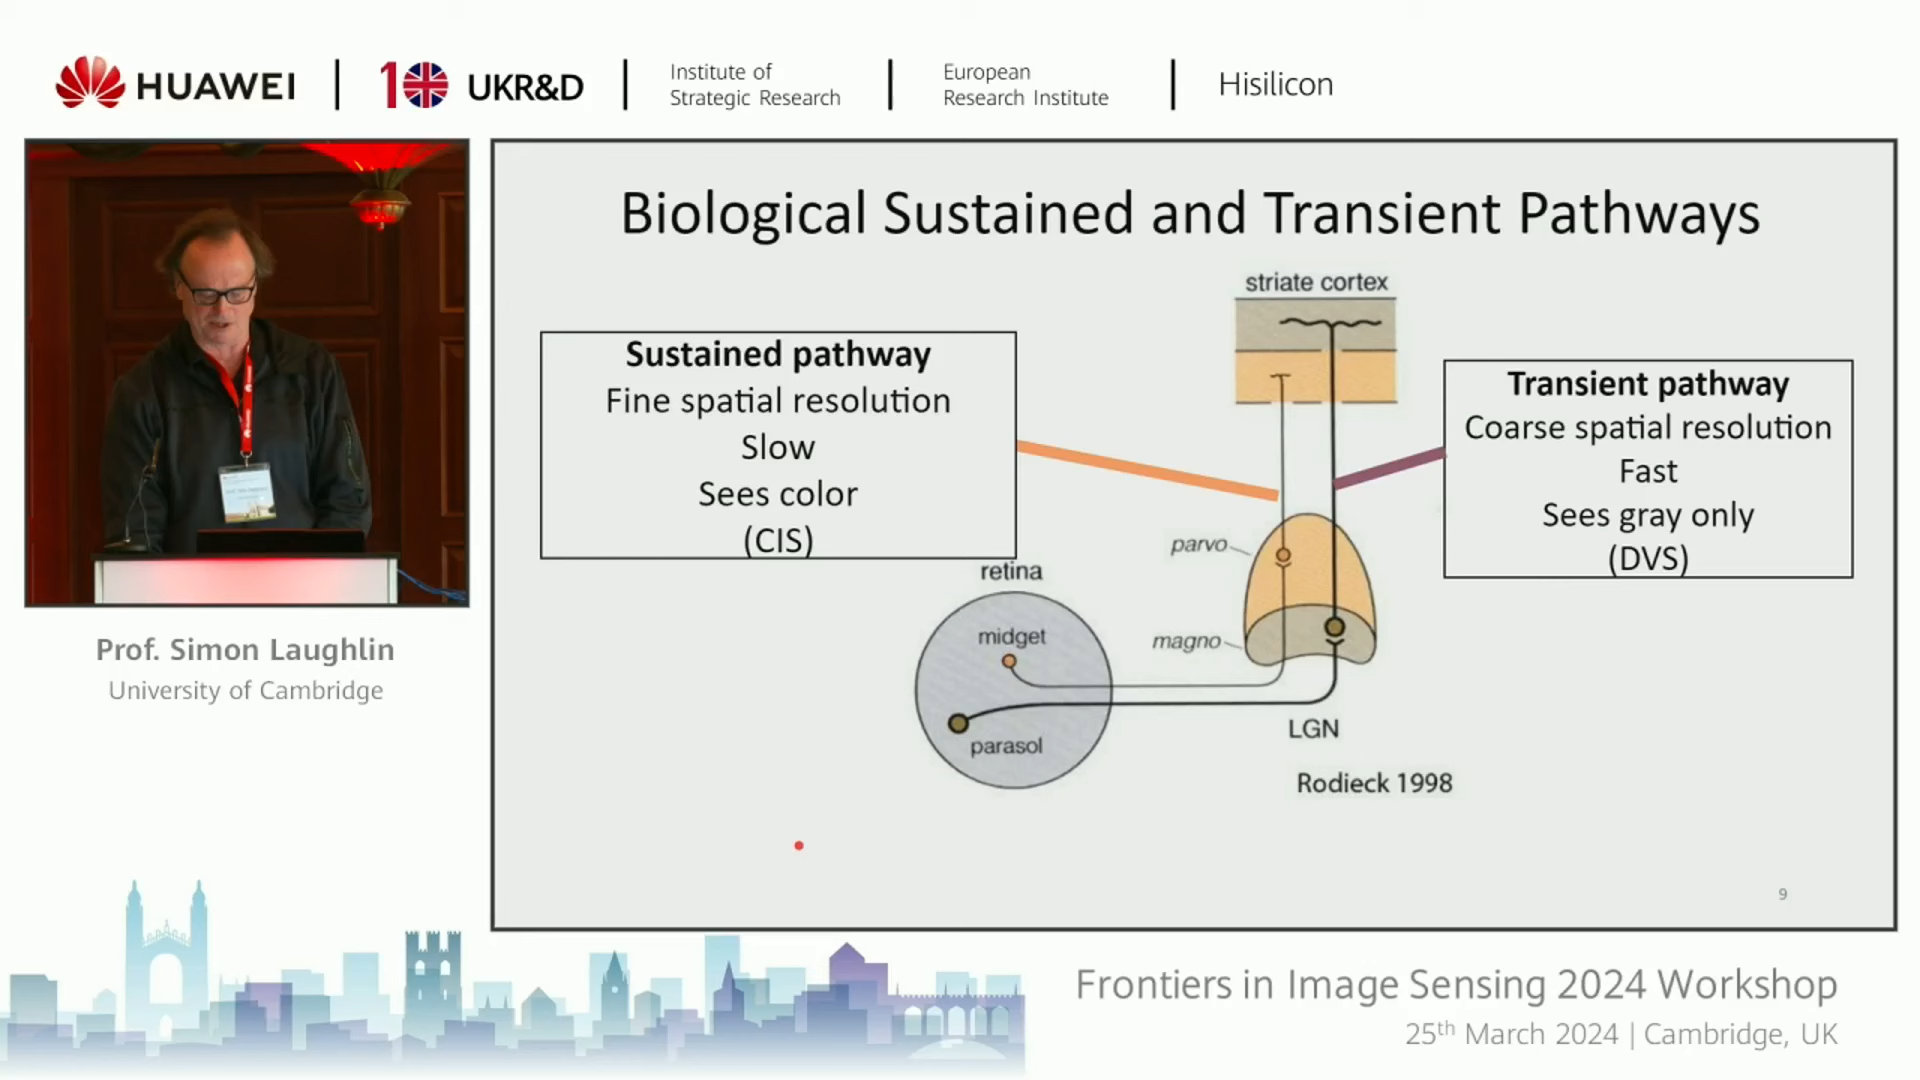 HUAWEI
10 UKR&D
Institute of
Strategic Research
European
Research Institute
Hisilicon
Biological Sustained and Transient Pathways
striate cortex
Sustained pathway
Fine spatial resolution
Slow
Sees color
(CIS)
Transient pathway
Coarse spatial resolution
Fast
Sees gray only
(DVS)
parvo
retina
midget
magno
parasol
LGN
Rodieck 1998
9
Prof. Simon Laughlin
University of Cambridge
Frontiers in Image Sensing 2024 Workshop
25th March 2024 | Cambridge, UK